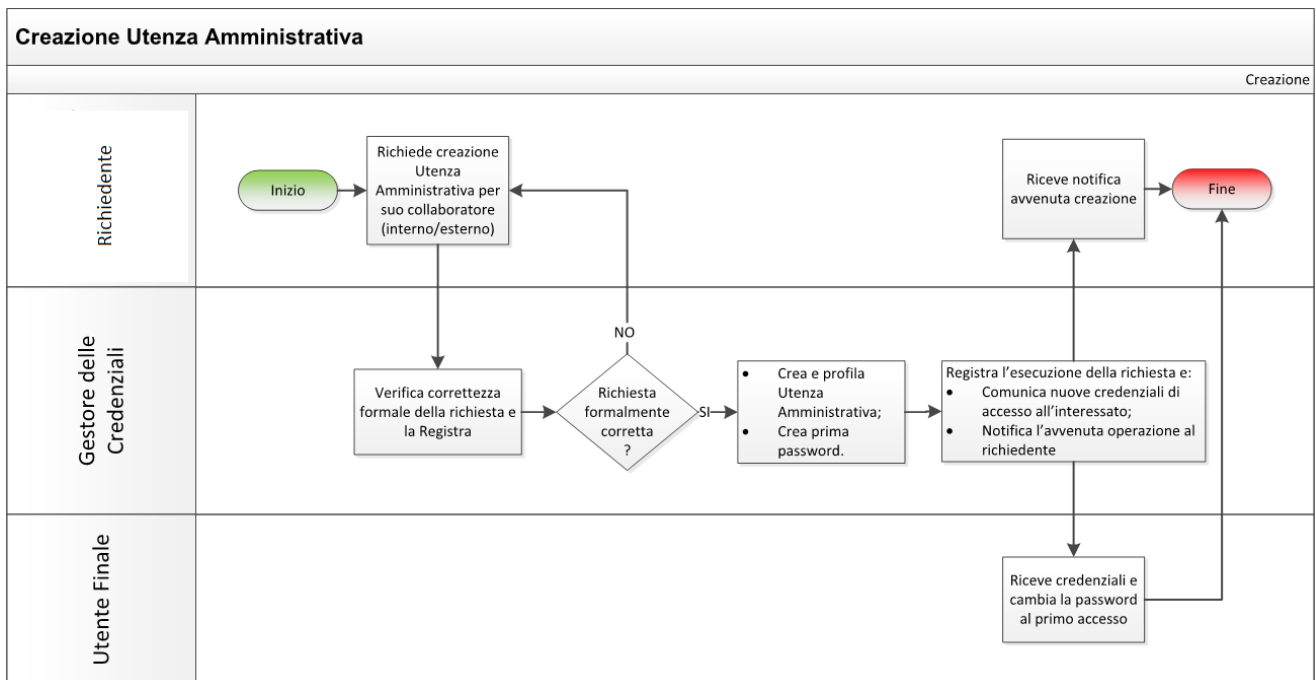 Creazione Utenza Amministrativa
Creazione
Richiedente
Inizio
Richiede creazione
Utenza
Amministrativa per
suo collaboratore
(interno/esterno)
Riceve notifica
avvenuta creazione
Fine
Gestore delle
Credenziali
NO
Verifica correttezza
formale della richiesta e
la Registra
Richiesta
formalmente
corretta
?
SI
• Crea e profila
Utenza
Amministrativa;
• Crea prima
password.
Registra l'esecuzione della richiesta e:
• Comunica nuove credenziali di
accesso all'interessato;
• Notifica l'avvenuta operazione al
richiedente
Utente Finale
Riceve credenziali e
cambia la password
al primo accesso